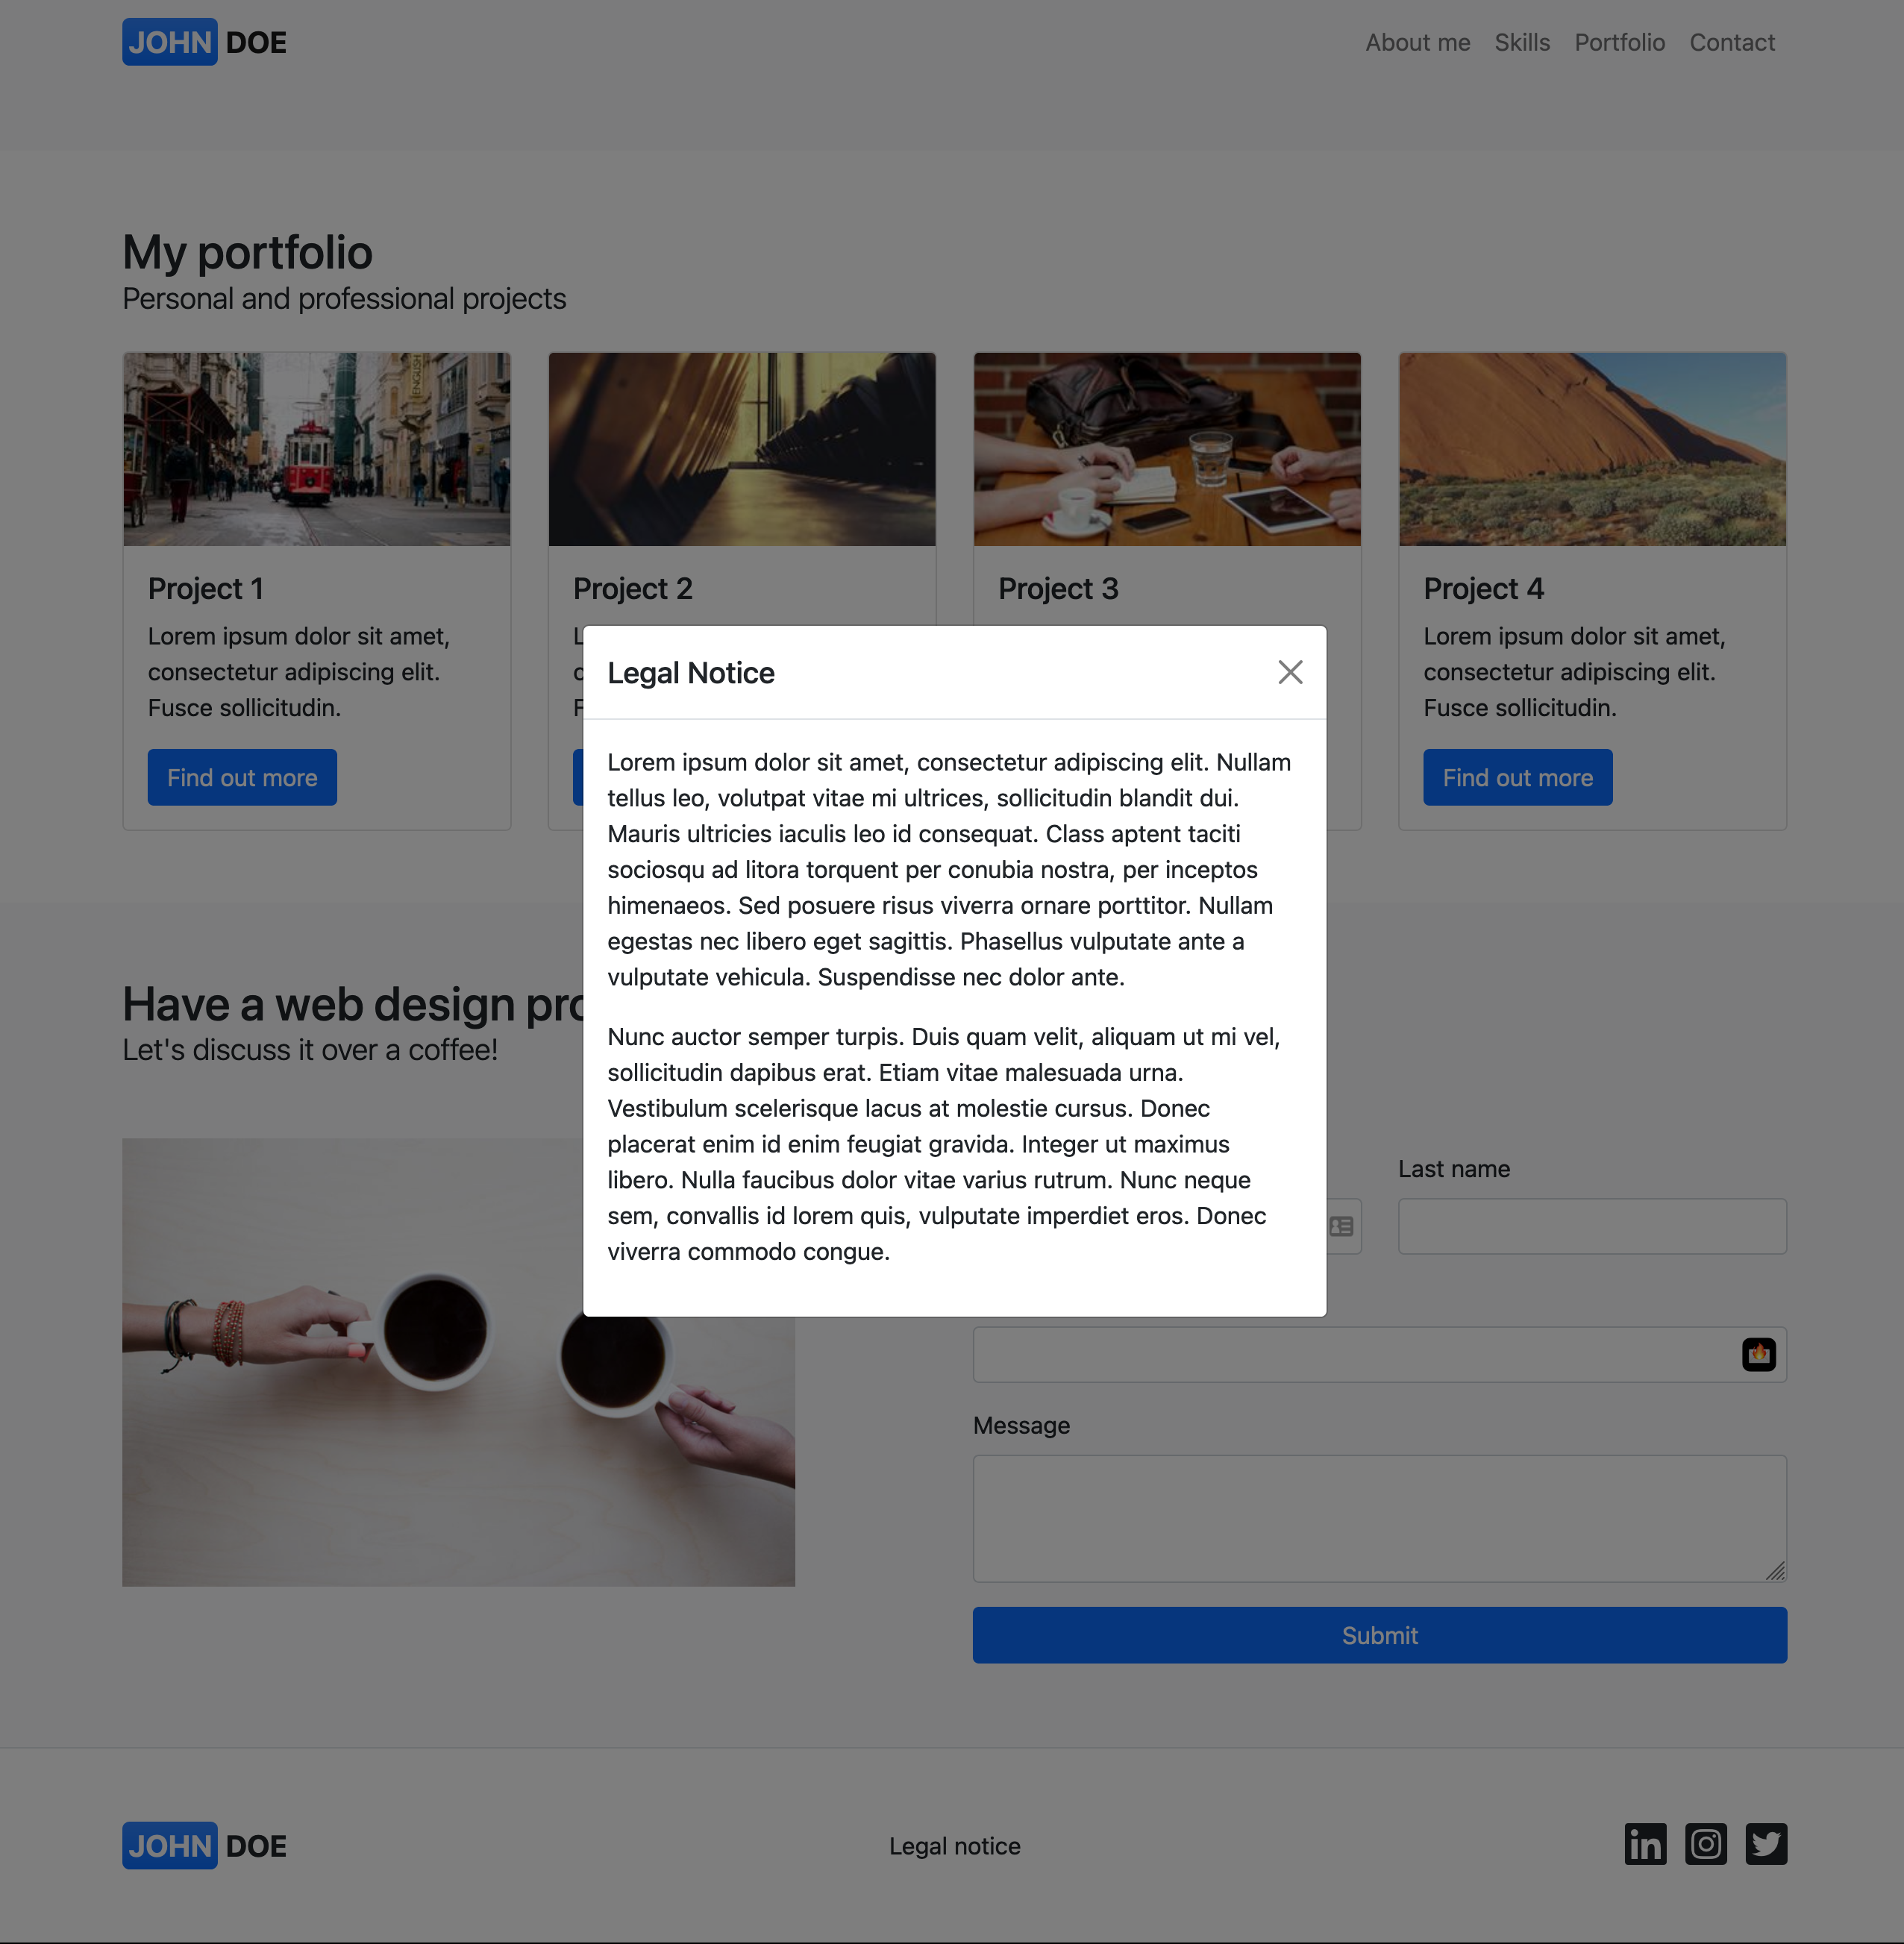 JOHN DOE
About me Skills Portfolio Contact
My portfolio
Personal and professional projects
ENGLISH
Project 1
Lorem ipsum dolor sit amet,
consectetur adipiscing elit.
Fusce sollicitudin.
Find out more
Project 2
Project 3
Project 4
Lorem ipsum dolor sit amet,
consectetur adipiscing elit.
Fusce sollicitudin.
Find out more
Legal Notice
Lorem ipsum dolor sit amet, consectetur adipiscing elit. Nullam
tellus leo, volutpat vitae mi ultrices, sollicitudin blandit dui.
Mauris ultricies iaculis leo id consequat. Class aptent taciti
sociosqu ad litora torquent per conubia nostra, per inceptos
himenaeos. Sed posuere risus viverra ornare porttitor. Nullam
egestas nec libero eget sagittis. Phasellus vulputate ante a
vulputate vehicula. Suspendisse nec dolor ante.
Nunc auctor semper turpis. Duis quam velit, aliquam ut mi vel,
sollicitudin dapibus erat. Etiam vitae malesuada urna.
Vestibulum scelerisque lacus at molestie cursus. Donec
placerat enim id enim feugiat gravida. Integer ut maximus
libero. Nulla faucibus dolor vitae varius rutrum. Nunc neque
sem, convallis id lorem quis, vulputate imperdiet eros. Donec
viverra commodo congue.
Have a web design
Let's discuss it over a coffee!
Last name
Message
Submit
JOHN DOE
Legal notice
in